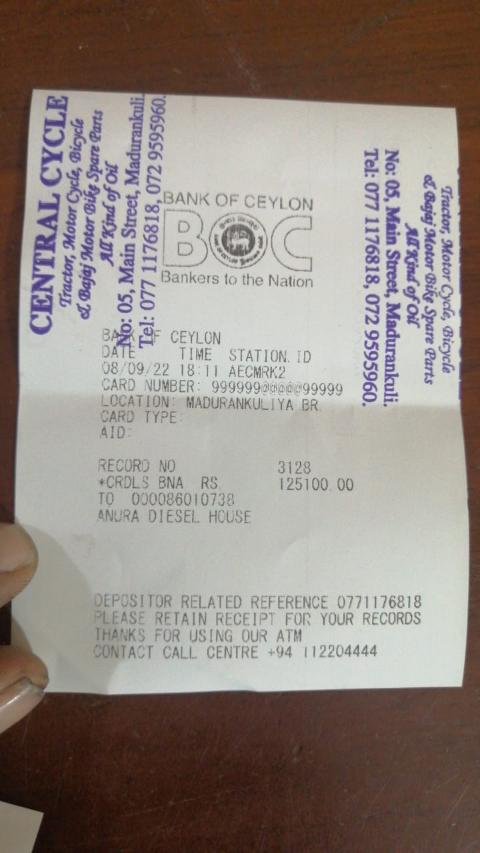 CENTRAL CYCLE
Tractor, Motor Cycle, Bicycle
& Bajaj Motor Bike Spare Parts
All Kind of Oil
No: 05, Main Street, Madurankuli.
Tel: 077 1176818, 072 9595960.
BANK OF CEYLON
BOC
Bankers to the Nation
BANK OF CEYLON
DATE TIME STATION.ID
08/09/22 18:11 AECMRK2
CARD NUMBER: 999999@@@@@99999
LOCATION: MADURANKULIYA BR
CARD TYPE:
AID:
RECORD NO 3128
*CRDLS BNA RS. 125100.00
TO 000086010738
ANURA DIESEL HOUSE
DEPOSITOR RELATED REFERENCE 0771176818
PLEASE RETAIN RECEIPT FOR YOUR RECORDS
THANKS FOR USING OUR ATM
CONTACT CALL CENTRE +94 112204444
Tractor, Motor Cycle, Bicycle
& Bajaj Motor Bike Spare Parts
All Kind of Oil
No: 05, Main Street, Madurankuli.
Tel: 077 1176818, 072 9595960.